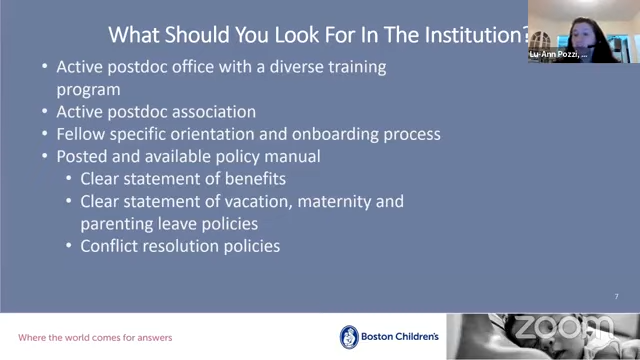 What Should You Look For In The Institution?
Lu-Ann Pozzi, ...
• Active postdoc office with a diverse training
program
• Active postdoc association
• Fellow specific orientation and onboarding process
• Posted and available policy manual
• Clear statement of benefits
• Clear statement of vacation, maternity and
parenting leave policies
• Conflict resolution policies
7
Where the world comes for answers
Boston Children's
zoom